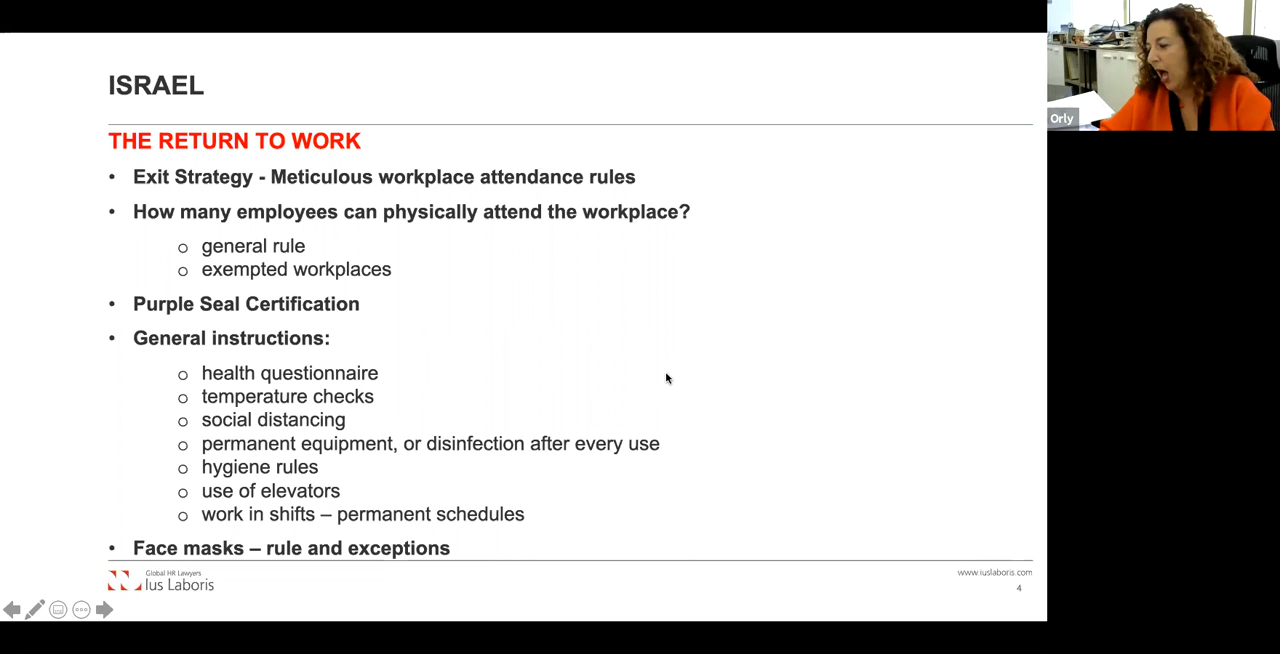 ISRAEL
THE RETURN TO WORK
• Exit Strategy - Meticulous workplace attendance rules
• How many employees can physically attend the workplace?
o general rule
o exempted workplaces
• Purple Seal Certification
• General instructions:
o health questionnaire
o temperature checks
o social distancing
o permanent equipment, or disinfection after every use
o hygiene rules
o use of elevators
o work in shifts – permanent schedules
• Face masks – rule and exceptions
Global HR Lawyers
Ius Laboris
www.iuslaboris.com
4
Orly